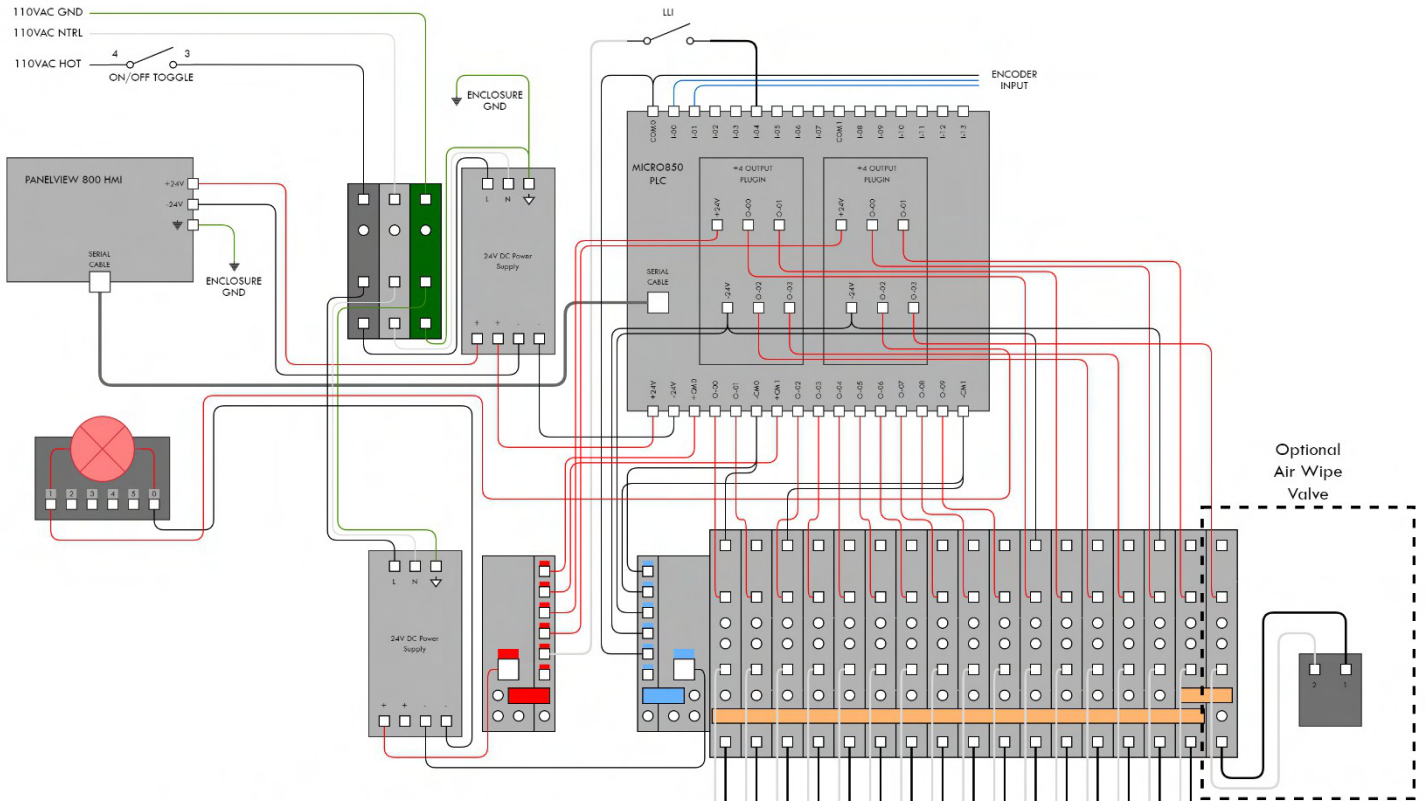 110VAC GND
110VAC NTRL
110VAC HOT
4
3
ON/OFF TOGGLE
LLI
ENCODER
INPUT
ENCLOSURE
GND
COM0
I-00
I-01
I-02
I-03
I-04
I-05
I-06
I-07
COM1
I-08
I-09
I-10
I-11
I-12
I-13
PANELVIEW 800 HMI
+24V
-24V
SERIAL
CABLE
ENCLOSURE
GND
L
N
24V DC Power
Supply
+
+
-
-
MICRO850
PLC
+4 OUTPUT
PLUGIN
+24V
O-00
O-01
-24V
O-02
O-03
+4 OUTPUT
PLUGIN
+24V
O-00
O-01
-24V
O-02
O-03
SERIAL
CABLE
+24V
-24V
+CM0
O-00
O-01
-CM0
+CM1
O-02
O-03
O-04
O-05
O-06
O-07
O-08
O-09
-CM1
1
2
3
4
5
0
L
N
24V DC Power
Supply
+
+
-
-
Optional
Air Wipe
Valve
2
1